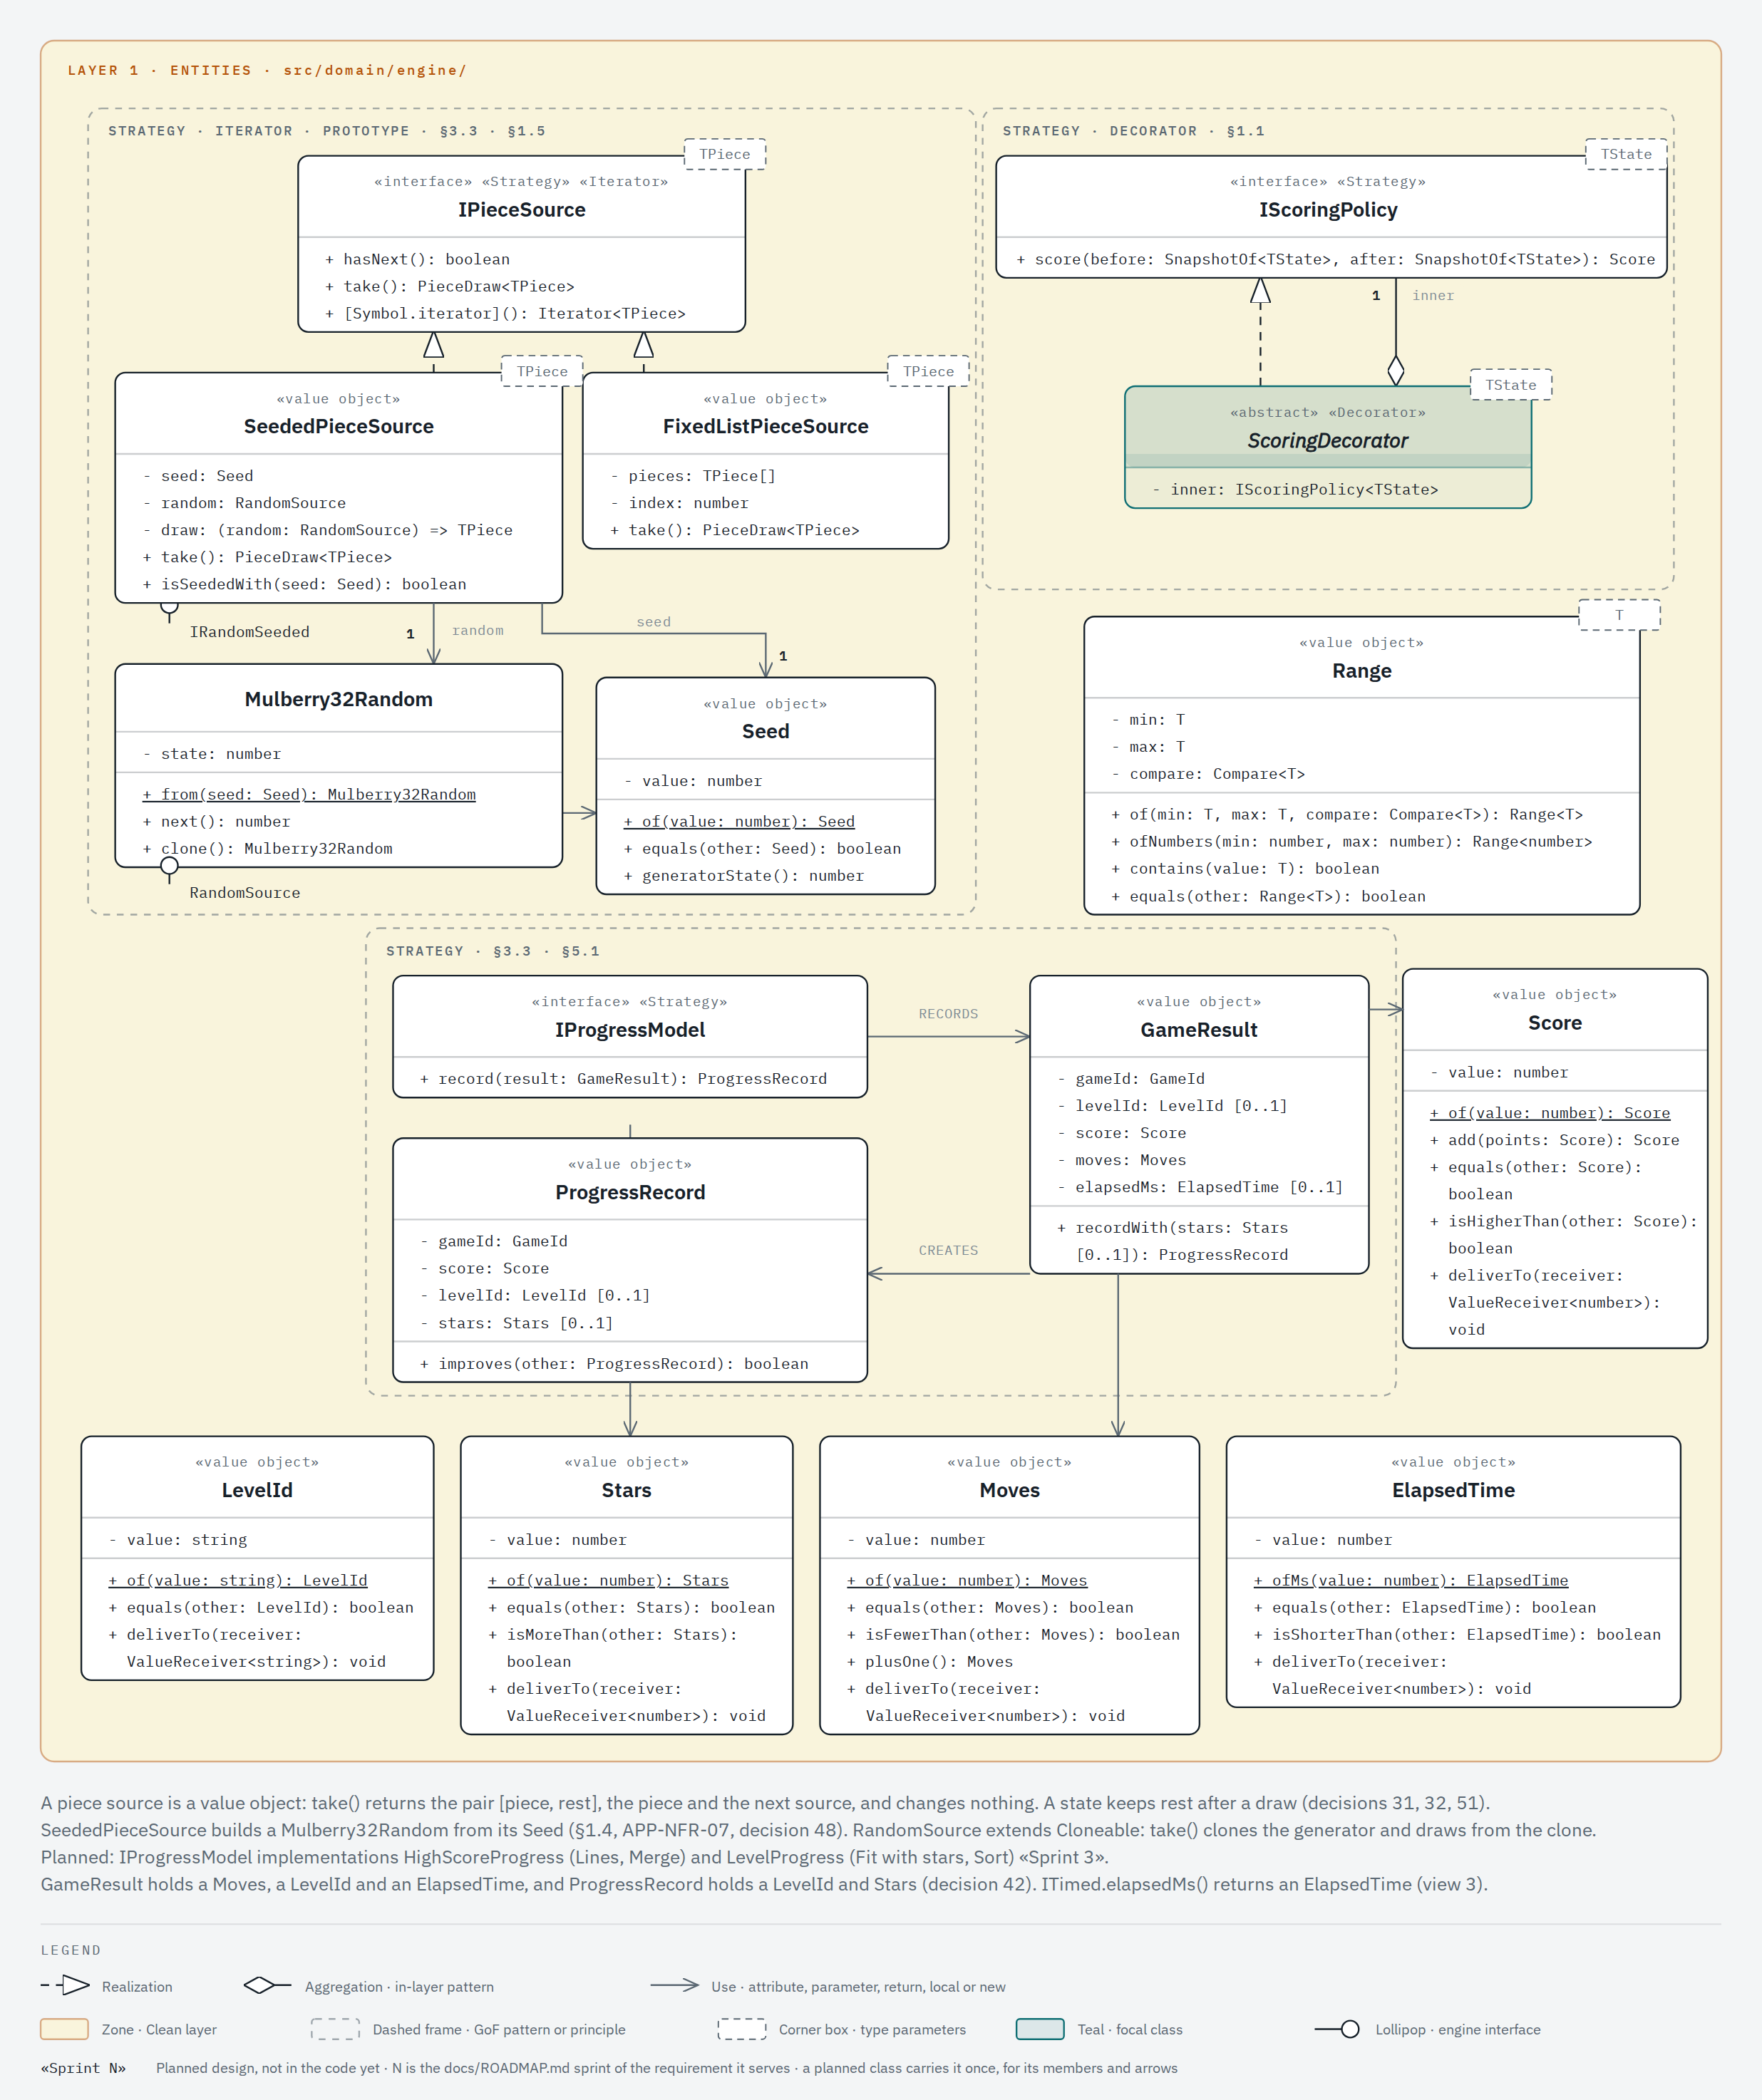 LAYER 1 · ENTITIES · src/domain/engine/
STRATEGY · ITERATOR · PROTOTYPE · §3.3 · §1.5
TPiece
«interface» «Strategy» «Iterator»
IPieceSource
+ hasNext(): boolean
+ take(): PieceDraw<TPiece>
+ [Symbol.iterator](): Iterator<TPiece>
STRATEGY · DECORATOR · §1.1
TState
«interface» «Strategy»
IScoringPolicy
+ score(before: SnapshotOf<TState>, after: SnapshotOf<TState>): Score
1
inner
TPiece
«value object»
SeededPieceSource
- seed: Seed
- random: RandomSource
- draw: (random: RandomSource) => TPiece
+ take(): PieceDraw<TPiece>
+ isSeededWith(seed: Seed): boolean
TPiece
«value object»
FixedListPieceSource
- pieces: TPiece[]
- index: number
+ take(): PieceDraw<TPiece>
TState
«abstract» «Decorator»
ScoringDecorator
- inner: IScoringPolicy<TState>
IRandomSeeded
1
random
seed
1
Mulberry32Random
- state: number
+ from(seed: Seed): Mulberry32Random
+ next(): number
+ clone(): Mulberry32Random
RandomSource
«value object»
Seed
- value: number
+ of(value: number): Seed
+ equals(other: Seed): boolean
+ generatorState(): number
T
«value object»
Range
- min: T
- max: T
- compare: Compare<T>
+ of(min: T, max: T, compare: Compare<T>): Range<T>
+ ofNumbers(min: number, max: number): Range<number>
+ contains(value: T): boolean
+ equals(other: Range<T>): boolean
STRATEGY · §3.3 · §5.1
«interface» «Strategy»
IProgressModel
+ record(result: GameResult): ProgressRecord
RECORDS
«value object»
GameResult
- gameId: GameId
- levelId: LevelId [0..1]
- score: Score
- moves: Moves
- elapsedMs: ElapsedTime [0..1]
+ recordWith(stars: Stars
[0..1]): ProgressRecord
«value object»
Score
- value: number
+ of(value: number): Score
+ add(points: Score): Score
+ equals(other: Score):
boolean
+ isHigherThan(other: Score):
boolean
+ deliverTo(receiver:
ValueReceiver<number>):
void
«value object»
ProgressRecord
- gameId: GameId
- score: Score
- levelId: LevelId [0..1]
- stars: Stars [0..1]
+ improves(other: ProgressRecord): boolean
CREATES
«value object»
LevelId
- value: string
+ of(value: string): LevelId
+ equals(other: LevelId): boolean
+ deliverTo(receiver:
ValueReceiver<string>): void
«value object»
Stars
- value: number
+ of(value: number): Stars
+ equals(other: Stars): boolean
+ isMoreThan(other: Stars):
boolean
+ deliverTo(receiver:
ValueReceiver<number>): void
«value object»
Moves
- value: number
+ of(value: number): Moves
+ equals(other: Moves): boolean
+ isFewerThan(other: Moves): boolean
+ plusOne(): Moves
+ deliverTo(receiver:
ValueReceiver<number>): void
«value object»
ElapsedTime
- value: number
+ ofMs(value: number): ElapsedTime
+ equals(other: ElapsedTime): boolean
+ isShorterThan(other: ElapsedTime): boolean
+ deliverTo(receiver:
ValueReceiver<number>): void
A piece source is a value object: take() returns the pair [piece, rest], the piece and the next source, and changes nothing. A state keeps rest after a draw (decisions 31, 32, 51).
SeededPieceSource builds a Mulberry32Random from its Seed (§1.4, APP-NFR-07, decision 48). RandomSource extends Cloneable: take() clones the generator and draws from the clone.
Planned: IProgressModel implementations HighScoreProgress (Lines, Merge) and LevelProgress (Fit with stars, Sort) «Sprint 3».
GameResult holds a Moves, a LevelId and an ElapsedTime, and ProgressRecord holds a LevelId and Stars (decision 42). ITimed.elapsedMs() returns an ElapsedTime (view 3).
LEGEND
Realization
Aggregation · in-layer pattern
Use · attribute, parameter, return, local or new
Zone · Clean layer
Dashed frame · GoF pattern or principle
Corner box · type parameters
Teal · focal class
Lollipop · engine interface
«Sprint N»
Planned design, not in the code yet · N is the docs/ROADMAP.md sprint of the requirement it serves · a planned class carries it once, for its members and arrows